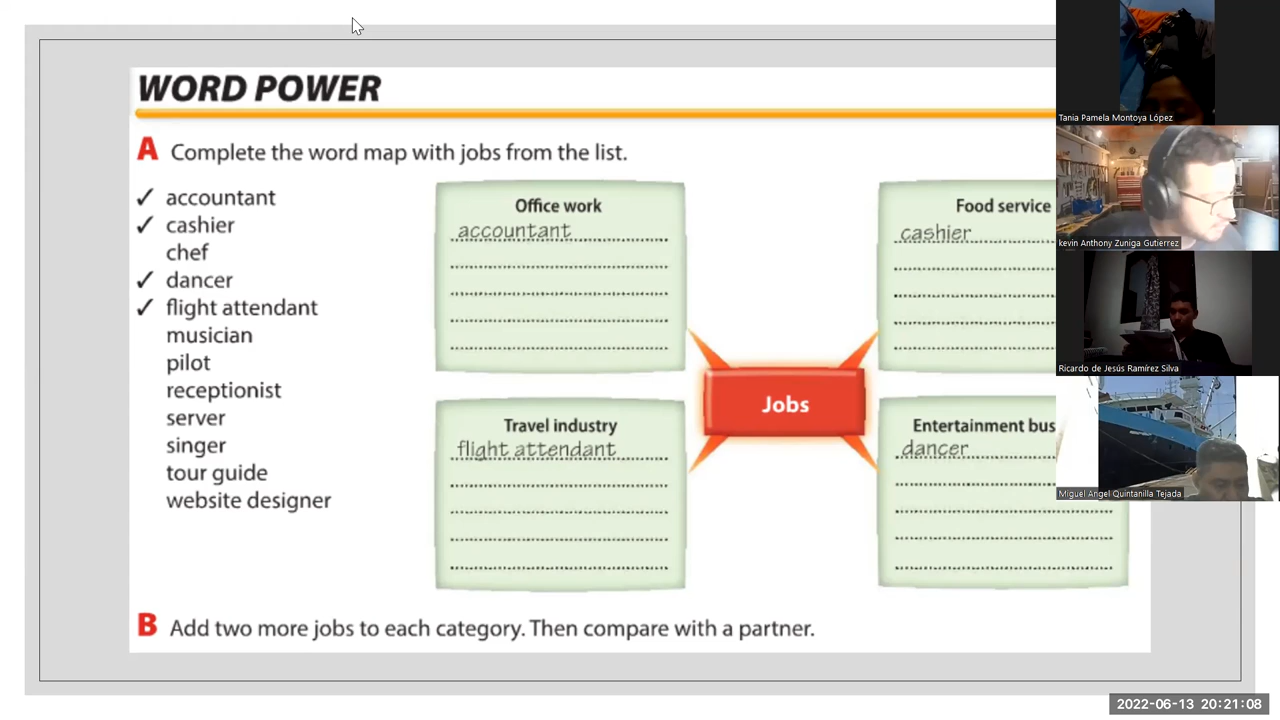 WORD POWER
A Complete the word map with jobs from the list.
✓ accountant
✓ cashier
chef
✓ dancer
✓ flight attendant
musician
pilot
receptionist
server
singer
tour guide
website designer
Office work
accountant
Food service
cashier
Jobs
Travel industry
flight attendant
Entertainment bus
dancer
B Add two more jobs to each category. Then compare with a partner.
Tania Pamela Montoya López
kevin Anthony Zuniga Gutierrez
Ricardo de Jesús Ramírez Silva
Miguel Angel Quintanilla Tejada
2022-06-13 20:21:08